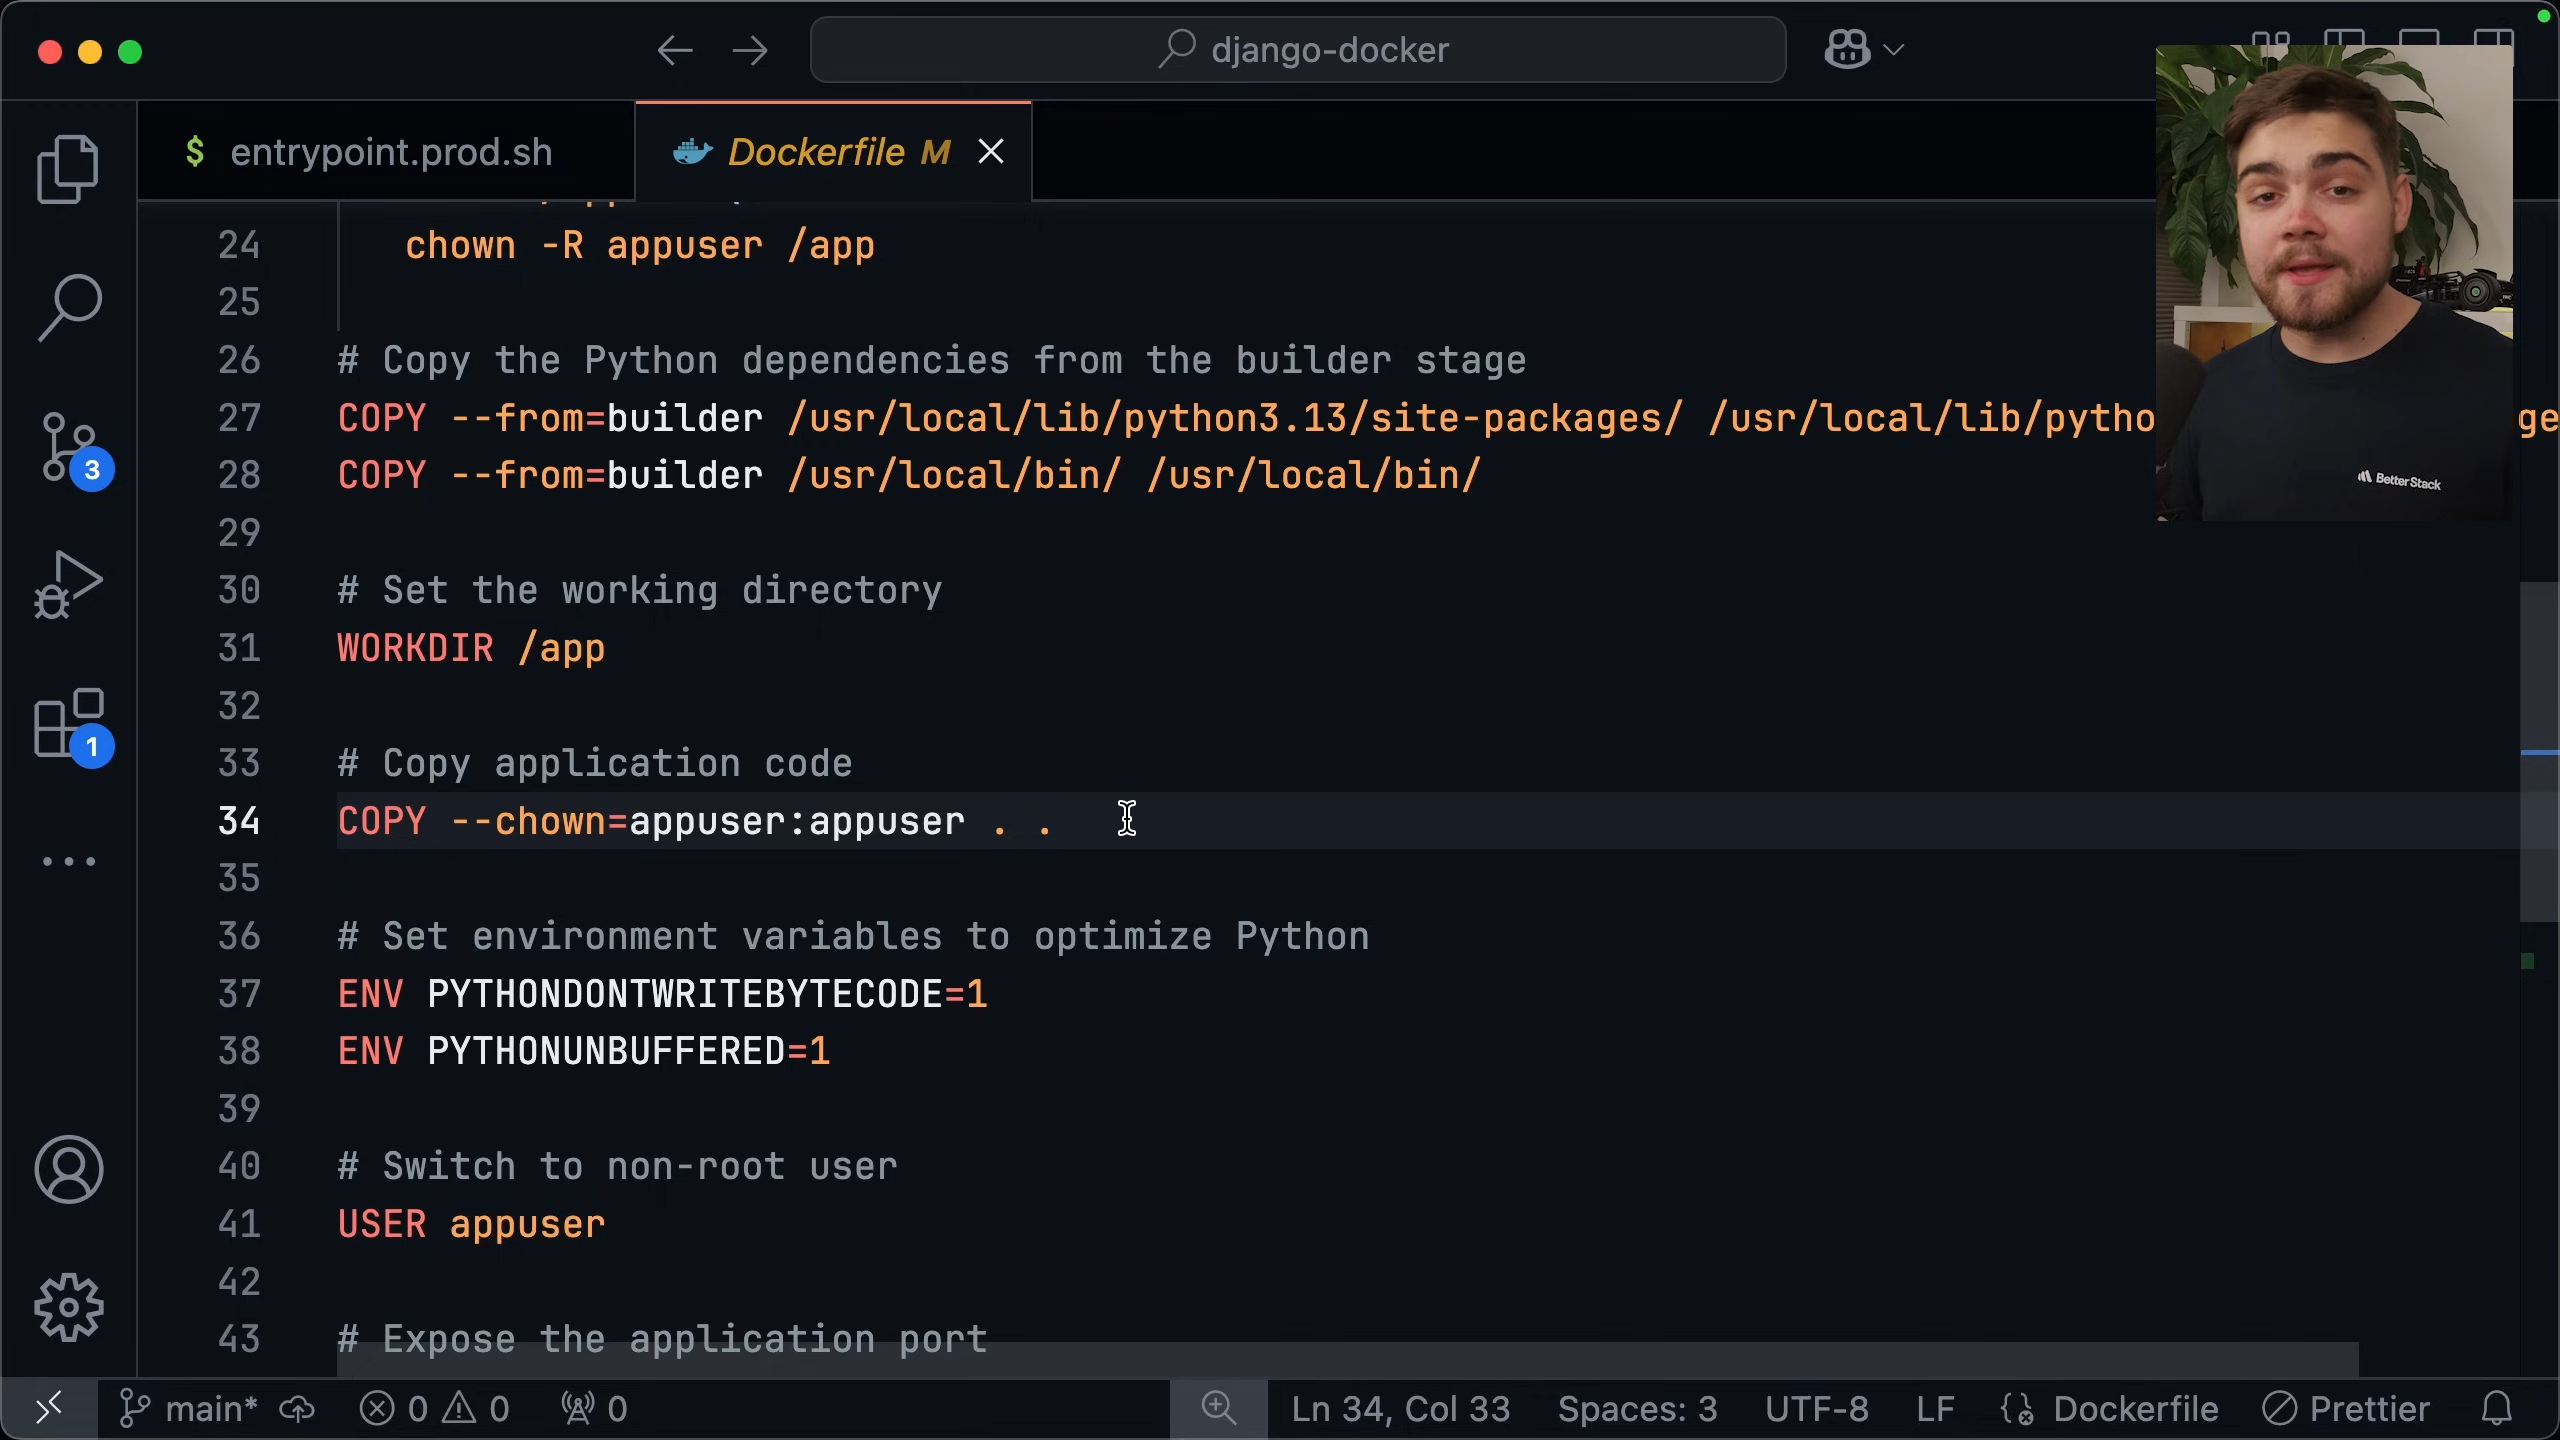 django-docker
$ entrypoint.prod.sh
Dockerfile M
24 chown -R appuser /app
25
26 # Copy the Python dependencies from the builder stage
27 COPY --from=builder /usr/local/lib/python3.13/site-packages/ /usr/local/lib/pytho ge
28 COPY --from=builder /usr/local/bin/ /usr/local/bin/
29
30 # Set the working directory
31 WORKDIR /app
32
33 # Copy application code
34 COPY --chown=appuser:appuser . .
35
36 # Set environment variables to optimize Python
37 ENV PYTHONDONTWRITEBYTECODE=1
38 ENV PYTHONUNBUFFERED=1
39
40 # Switch to non-root user
41 USER appuser
42
43 # Expose the application port
3
1
Better Stack
main* 0 0 0 Ln 34, Col 33 Spaces: 3 UTF-8 LF Dockerfile Prettier